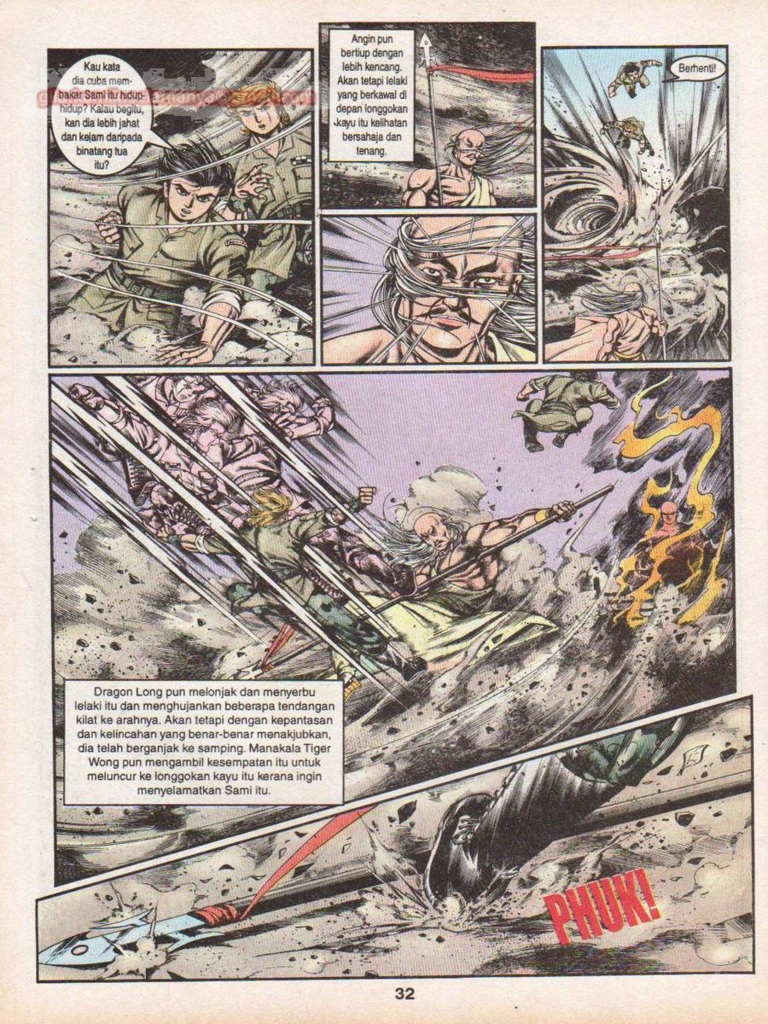 Kau kata
dia cuba mem-
bakar Sami itu hidup-
hidup? Kalau begitu,
kan dia lebih jahat
dan kejam daripada
binatang tua
itu?
Angin pun
bertiup dengan
lebih kencang.
Akan tetapi lelaki
yang berkawal di
depan longgokan
kayu itu kelihatan
bersahaja dan
tenang.
Berhenti!
Dragon Long pun melonjak dan menyerbu
lelaki itu dan menghujankan beberapa tendangan
kilat ke arahnya. Akan tetapi dengan kepantasan
dan kelincahan yang benar-benar menakjubkan,
dia telah berganjak ke samping. Manakala Tiger
Wong pun mengambil kesempatan itu untuk
meluncur ke longgokan kayu itu kerana ingin
menyelamatkan Sami itu.
PHUK!
32